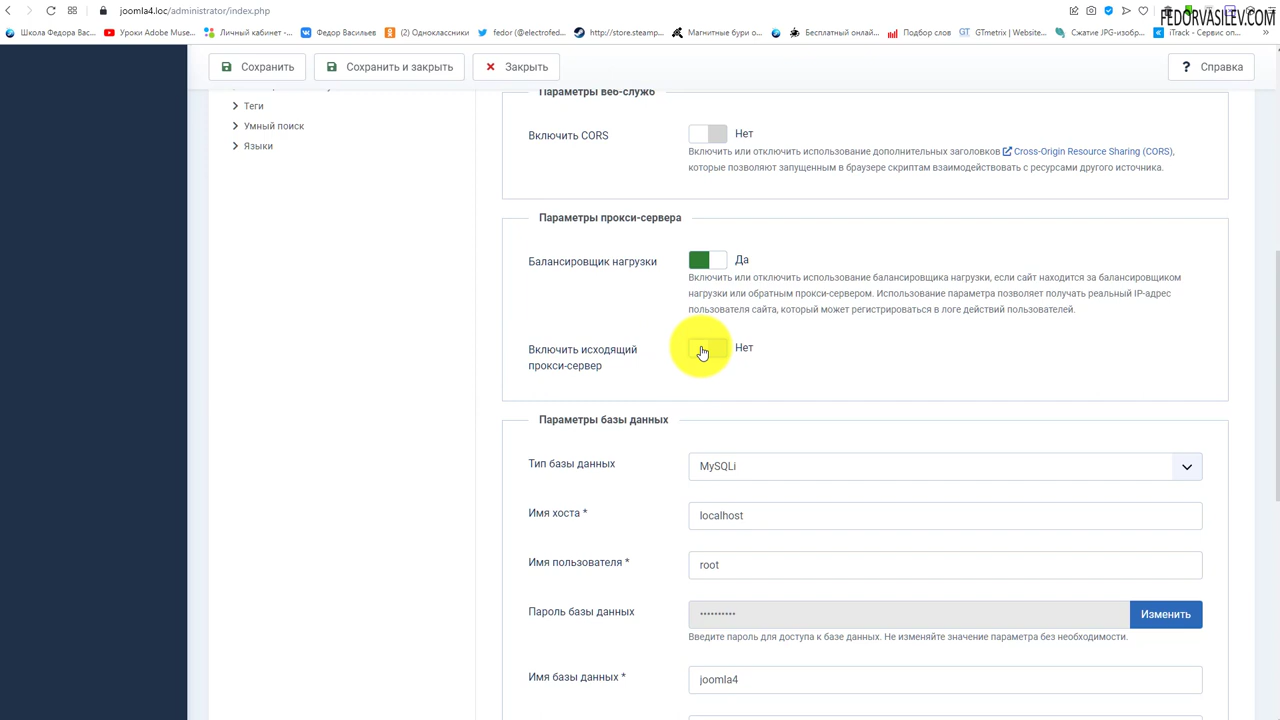 joomla4.loc/administrator/index.php
FEDORVASILEV.COM
Школа Федора Вас...
Уроки Adobe Muse...
Личный кабинет -...
Федор Васильев
(2) Одноклассники
fedor (@electrofed...
http://store.steamp...
Магнитные бури о...
Бесплатный онлай...
Подбор слов
GTmetrix | Website...
Сжатие JPG-изобр...
iTrack - Сервис оп...
Сохранить
Сохранить и закрыть
Закрыть
? Справка
Теги
Умный поиск
Языки
Параметры веб-служб
Включить CORS
Нет
Включить или отключить использование дополнительных заголовков Cross-Origin Resource Sharing (CORS),
которые позволяют запущенным в браузере скриптам взаимодействовать с ресурсами другого источника.
Параметры прокси-сервера
Балансировщик нагрузки
Да
Включить или отключить использование балансировщика нагрузки, если сайт находится за балансировщиком
нагрузки или обратным прокси-сервером. Использование параметра позволяет получать реальный IP-адрес
пользователя сайта, который может регистрироваться в логе действий пользователей.
Включить исходящий
прокси-сервер
Нет
Параметры базы данных
Тип базы данных
MySQLi
Имя хоста *
localhost
Имя пользователя *
root
Пароль базы данных
••••••••••
Изменить
Введите пароль для доступа к базе данных. Не изменяйте значение параметра без необходимости.
Имя базы данных *
joomla4